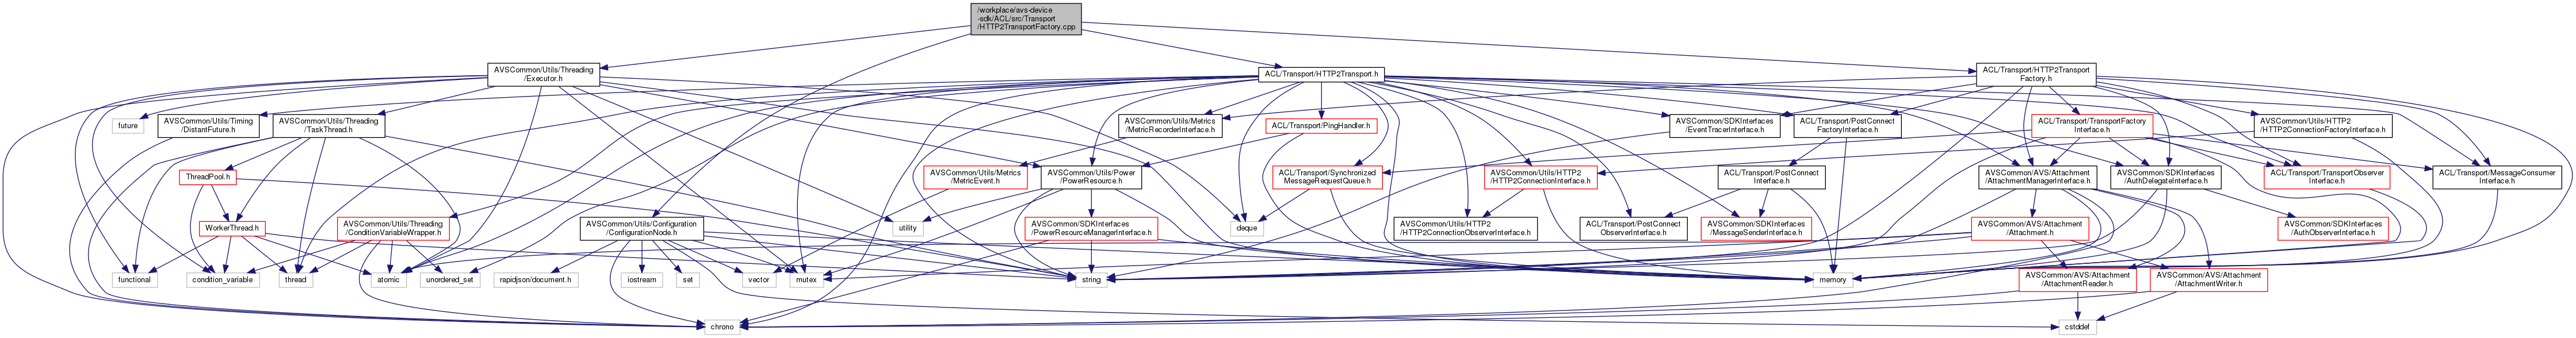 /workplace/avs-device
-sdk/ACL/src/Transport
/HTTP2TransportFactory.cpp
AVSCommon/Utils/Threading
/Executor.h
ACL/Transport/HTTP2Transport.h
ACL/Transport/HTTP2Transport
Factory.h
future
AVSCommon/Utils/Timing
/DistantFuture.h
AVSCommon/Utils/Threading
/TaskThread.h
AVSCommon/Utils/Metrics
/MetricRecorderInterface.h
ACL/Transport/PingHandler.h
AVSCommon/SDKInterfaces
/EventTracerInterface.h
ACL/Transport/PostConnect
FactoryInterface.h
ACL/Transport/TransportFactory
Interface.h
AVSCommon/Utils/HTTP2
/HTTP2ConnectionFactoryInterface.h
ThreadPool.h
AVSCommon/Utils/Metrics
/MetricEvent.h
AVSCommon/Utils/Power
/PowerResource.h
ACL/Transport/Synchronized
MessageRequestQueue.h
AVSCommon/Utils/HTTP2
/HTTP2ConnectionInterface.h
ACL/Transport/PostConnect
Interface.h
AVSCommon/AVS/Attachment
/AttachmentManagerInterface.h
AVSCommon/SDKInterfaces
/AuthDelegateInterface.h
ACL/Transport/TransportObserver
Interface.h
ACL/Transport/MessageConsumer
Interface.h
WorkerThread.h
AVSCommon/Utils/Threading
/ConditionVariableWrapper.h
AVSCommon/Utils/Configuration
/ConfigurationNode.h
utility
AVSCommon/SDKInterfaces
/PowerResourceManagerInterface.h
deque
AVSCommon/Utils/HTTP2
/HTTP2ConnectionObserverInterface.h
ACL/Transport/PostConnect
ObserverInterface.h
AVSCommon/SDKInterfaces
/MessageSenderInterface.h
AVSCommon/AVS/Attachment
/Attachment.h
AVSCommon/SDKInterfaces
/AuthObserverInterface.h
functional
condition_variable
thread
atomic
unordered_set
rapidjson/document.h
iostream
set
vector
mutex
string
memory
AVSCommon/AVS/Attachment
/AttachmentReader.h
AVSCommon/AVS/Attachment
/AttachmentWriter.h
chrono
cstddef